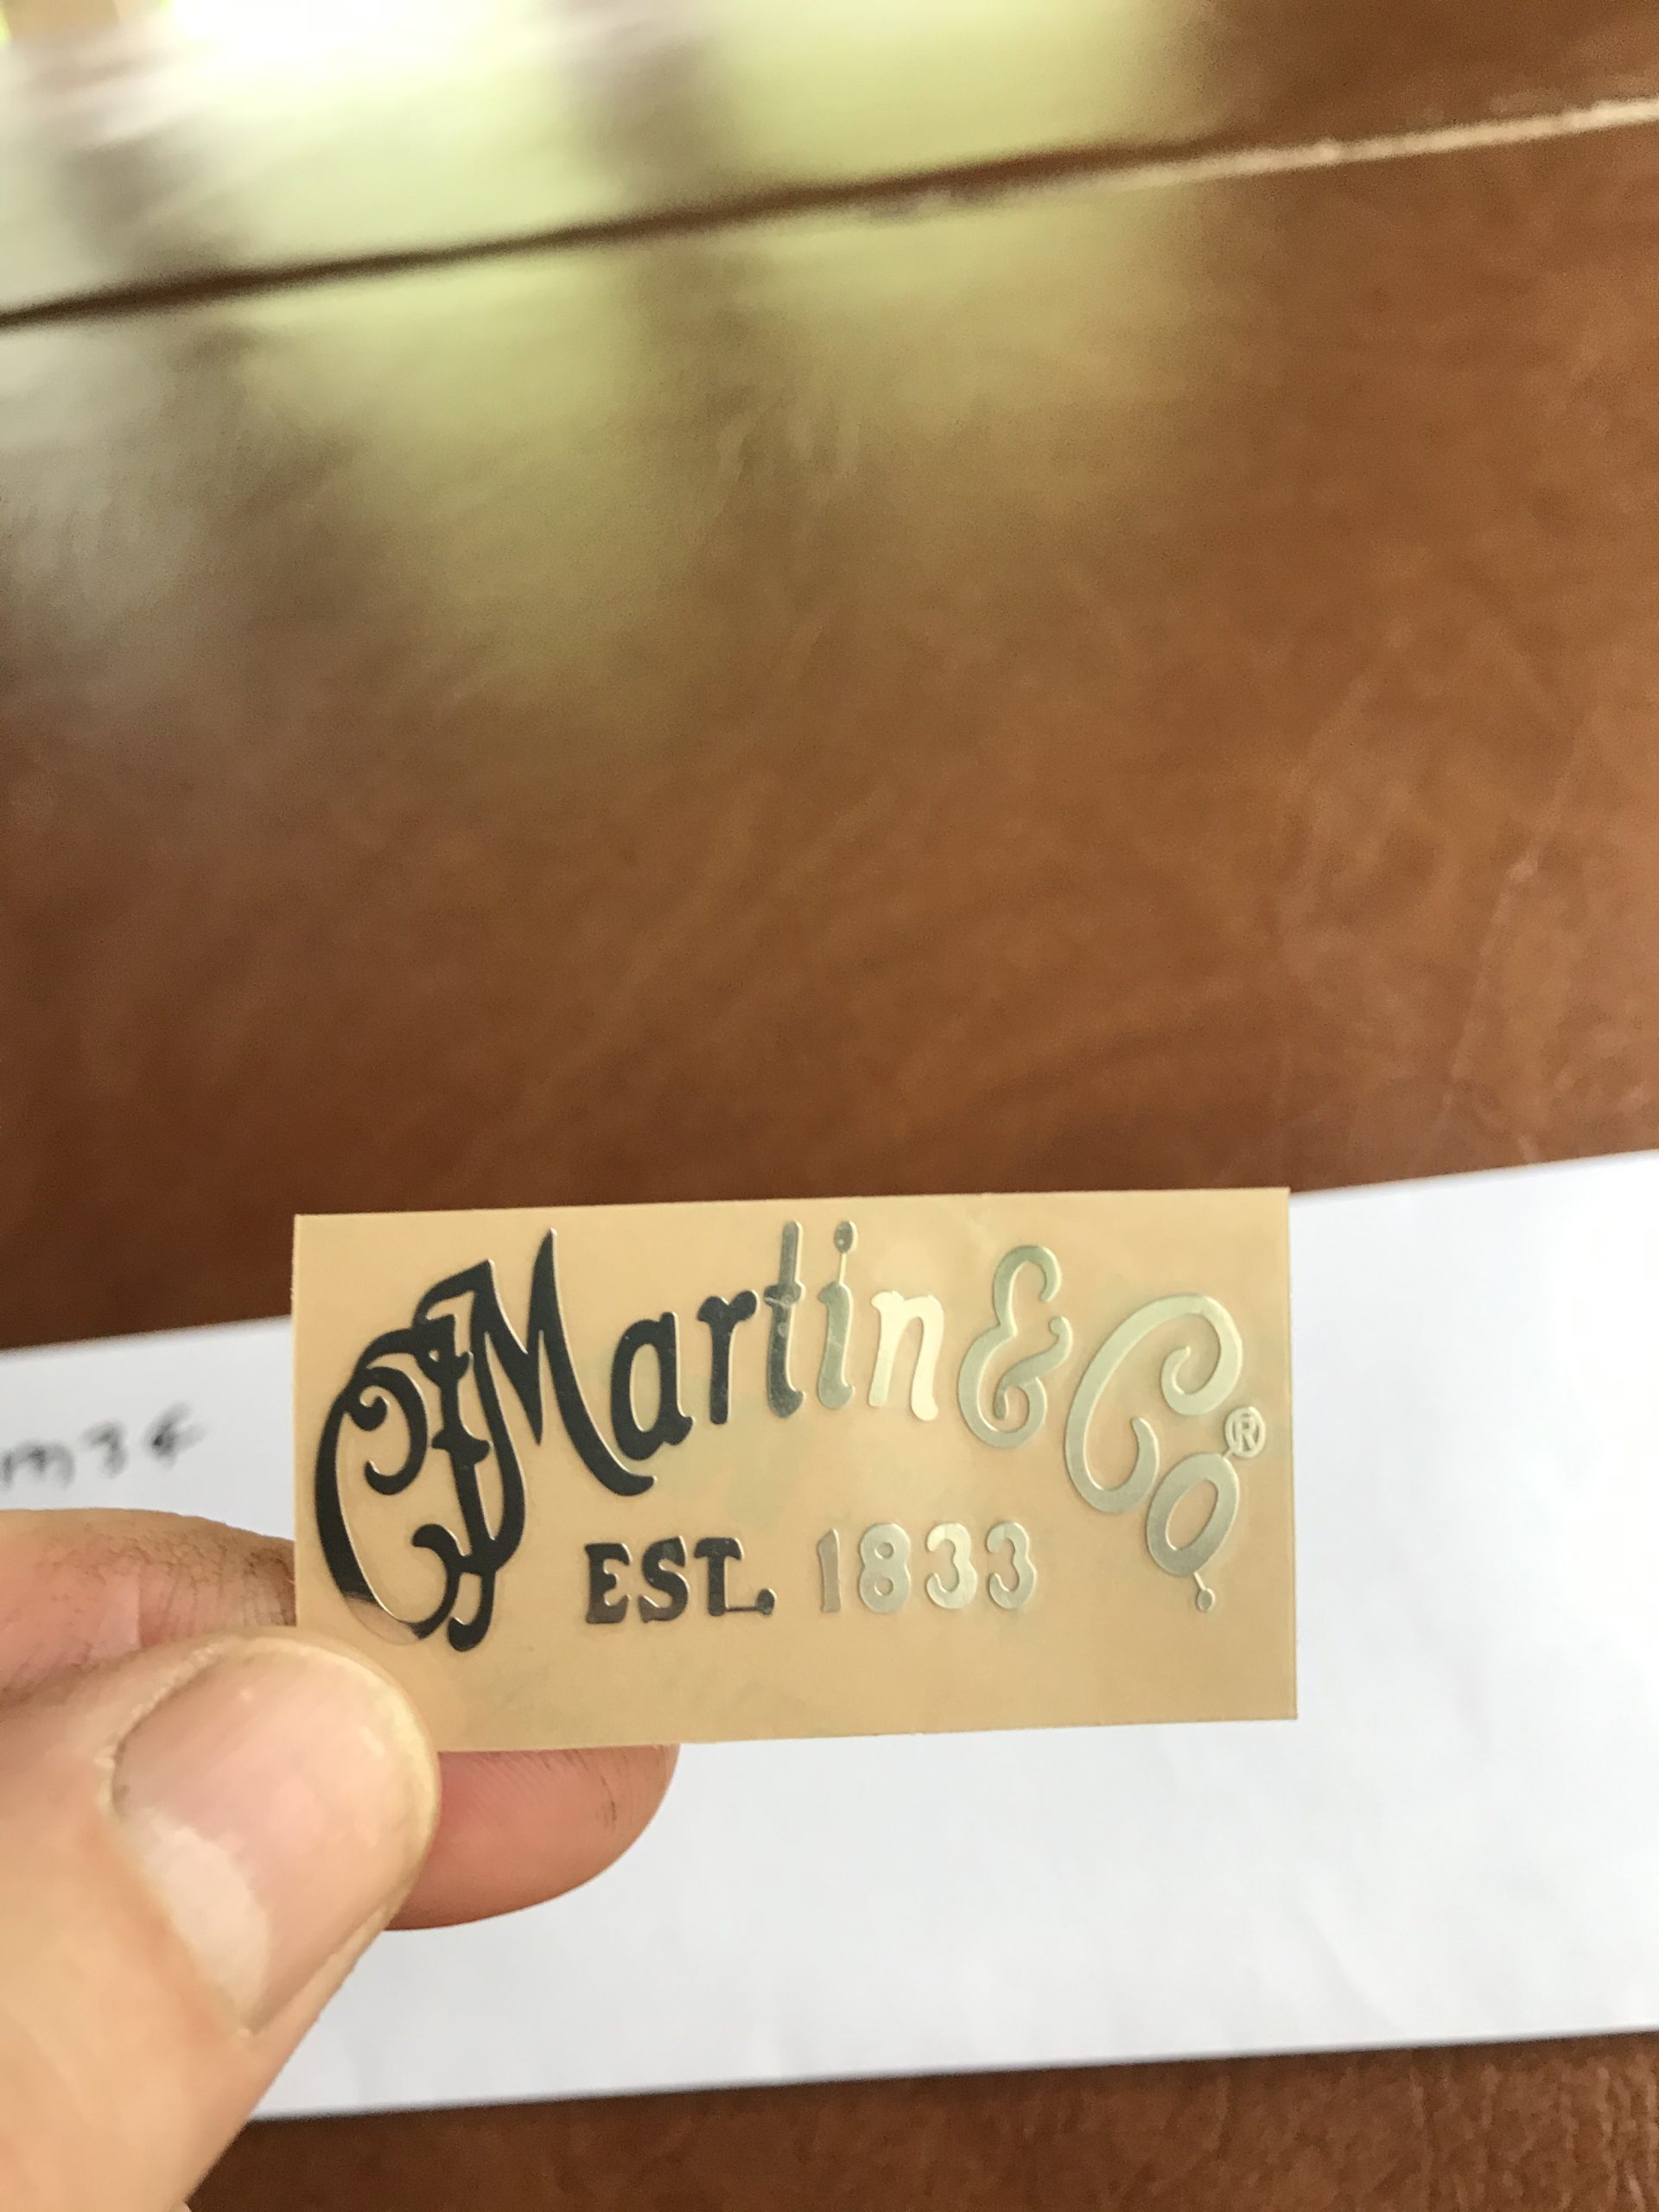 CFMartin & Co®
EST. 1833